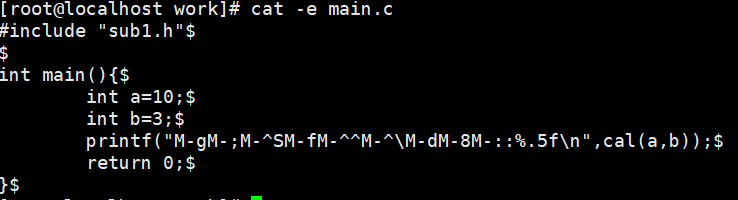 [root@localhost work]# cat -e main.c
#include "sub1.h"$
$
int main(){$
        int a=10;$
        int b=3;$
        printf("M-gM-;M-^SM-fM-^^M-^\M-dM-8M-::%.5f\n",cal(a,b));$
        return 0;$
}$